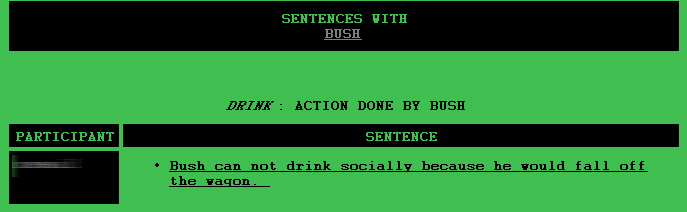 SENTENCES WITH
BUSH
DRINK : ACTION DONE BY BUSH
PARTICIPANT SENTENCE
• Bush can not drink socially because he would fall off
the wagon.